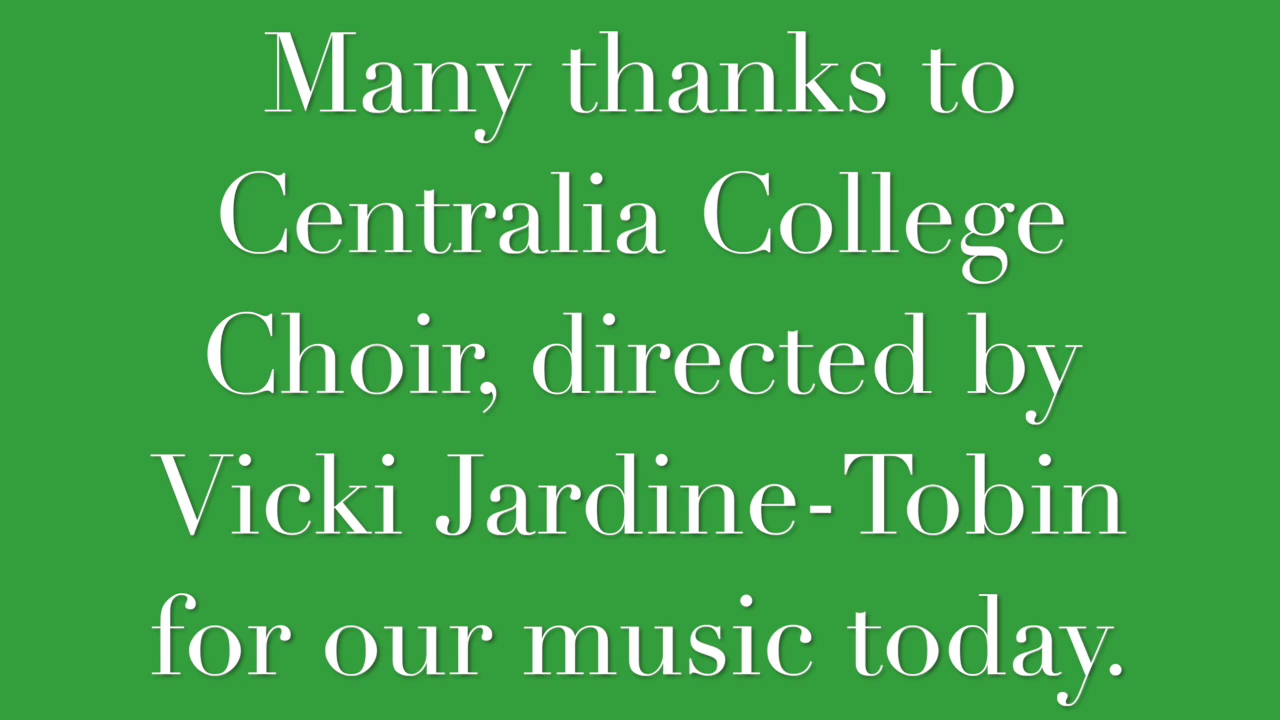 Many thanks to
Centralia College
Choir, directed by
Vicki Jardine-Tobin
for our music today.